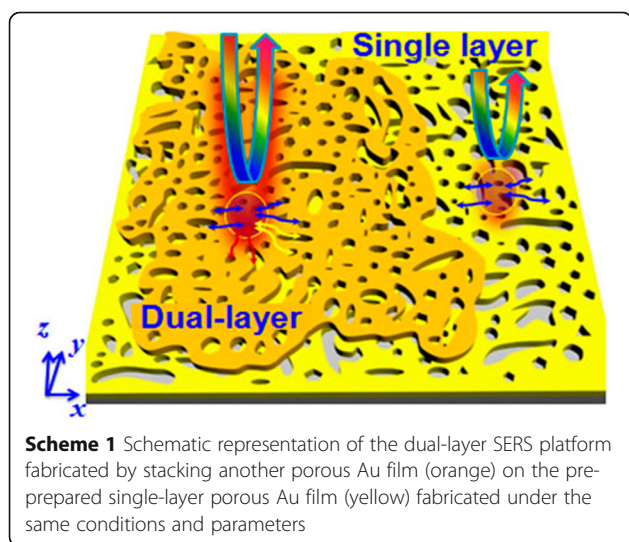 Single layer
Dual-layer
z
y
x
Scheme 1 Schematic representation of the dual-layer SERS platform
fabricated by stacking another porous Au film (orange) on the pre-
prepared single-layer porous Au film (yellow) fabricated under the
same conditions and parameters